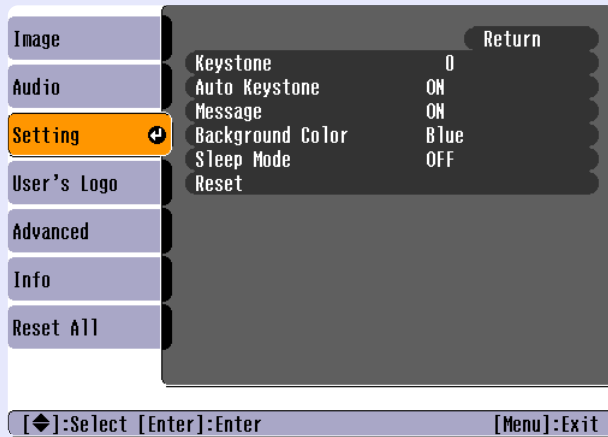 Image
Audio
Setting
User's Logo
Advanced
Info
Reset All
Return
Keystone 0
Auto Keystone ON
Message ON
Background Color Blue
Sleep Mode OFF
Reset
[◆]:Select [Enter]:Enter [Menu]:Exit